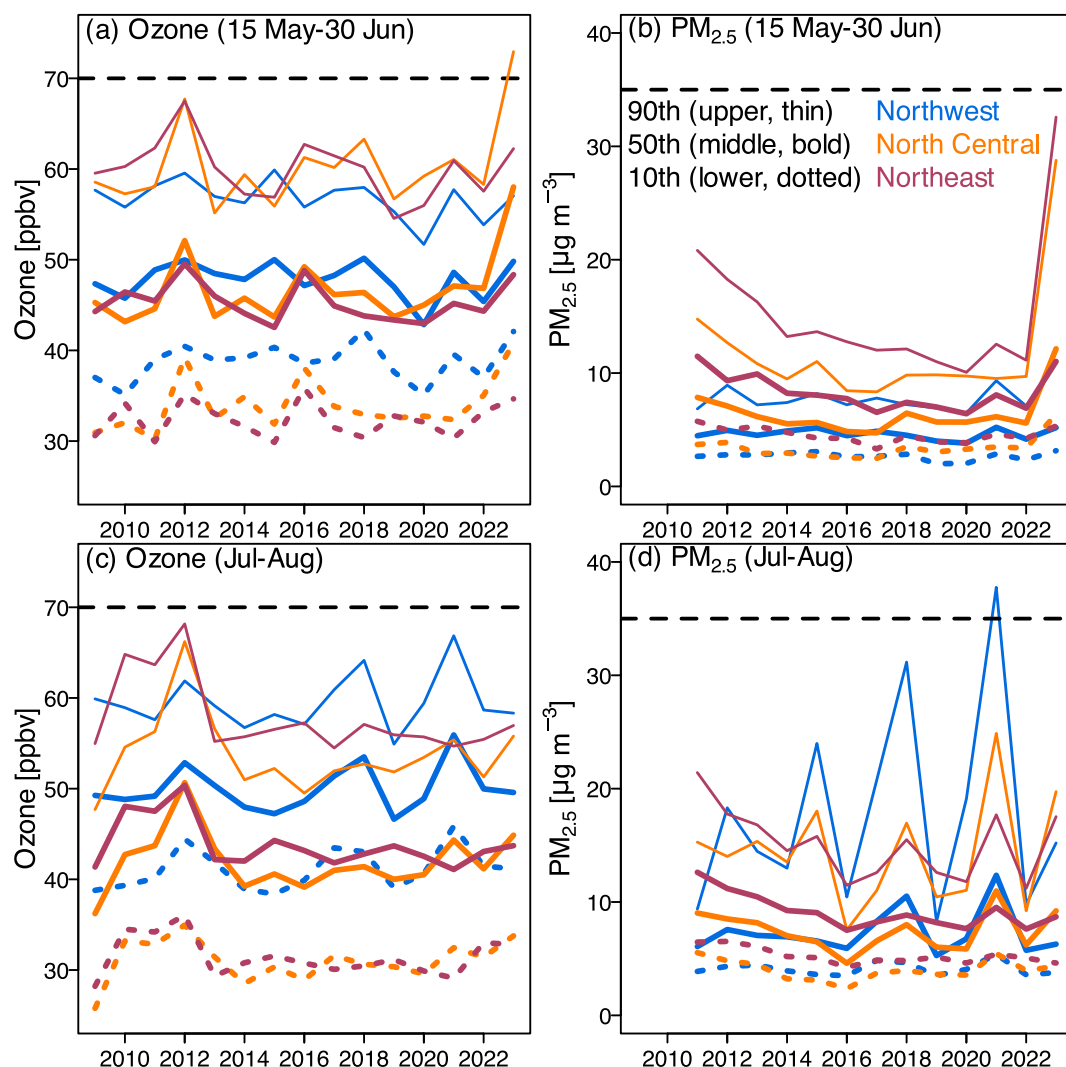 (a) Ozone (15 May-30 Jun)
Ozone [ppbv]
70
60
50
40
30
2010 2012 2014 2016 2018 2020 2022
(b) PM2.5 (15 May-30 Jun)
PM2.5 [µg m−3]
40
30
20
10
0
90th (upper, thin) Northwest
50th (middle, bold) North Central
10th (lower, dotted) Northeast
2010 2012 2014 2016 2018 2020 2022
(c) Ozone (Jul-Aug)
Ozone [ppbv]
70
60
50
40
30
2010 2012 2014 2016 2018 2020 2022
(d) PM2.5 (Jul-Aug)
PM2.5 [µg m−3]
40
30
20
10
0
2010 2012 2014 2016 2018 2020 2022